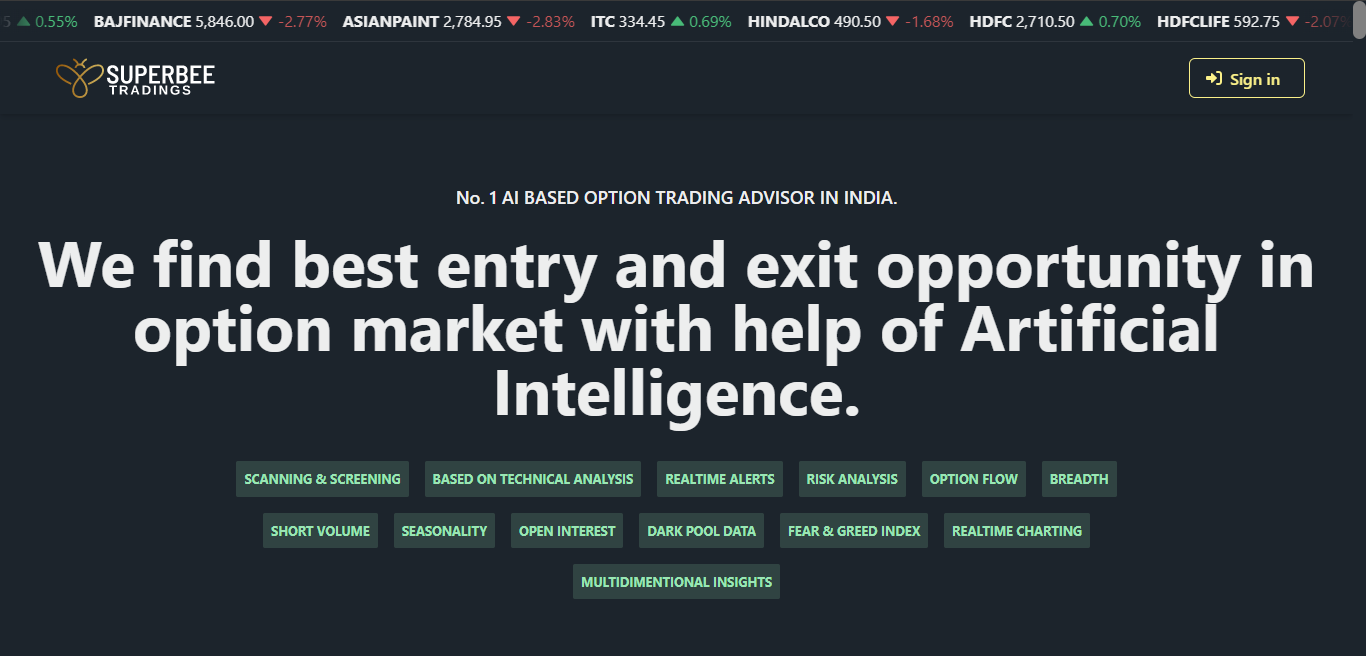 5 ▲ 0.55% BAJFINANCE 5,846.00 ▼ -2.77% ASIANPAINT 2,784.95 ▼ -2.83% ITC 334.45 ▲ 0.69% HINDALCO 490.50 ▼ -1.68% HDFC 2,710.50 ▲ 0.70% HDFCLIFE 592.75 ▼ -2.07%
SUPERBEE
TRADINGS
Sign in
No. 1 AI BASED OPTION TRADING ADVISOR IN INDIA.
We find best entry and exit opportunity in
option market with help of Artificial
Intelligence.
SCANNING & SCREENING BASED ON TECHNICAL ANALYSIS REALTIME ALERTS RISK ANALYSIS OPTION FLOW BREADTH
SHORT VOLUME SEASONALITY OPEN INTEREST DARK POOL DATA FEAR & GREED INDEX REALTIME CHARTING
MULTIDIMENTIONAL INSIGHTS